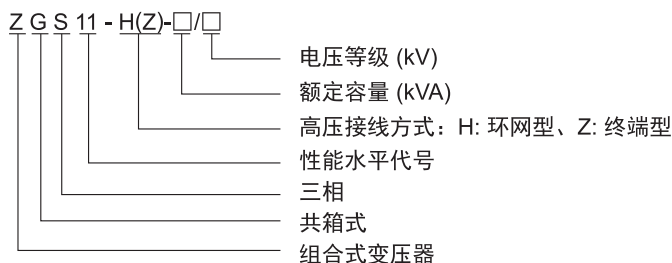 Z G S 11 - H(Z)-□/□
电压等级 (kV)
额定容量 (kVA)
高压接线方式：H: 环网型、Z: 终端型
性能水平代号
三相
共箱式
组合式变压器